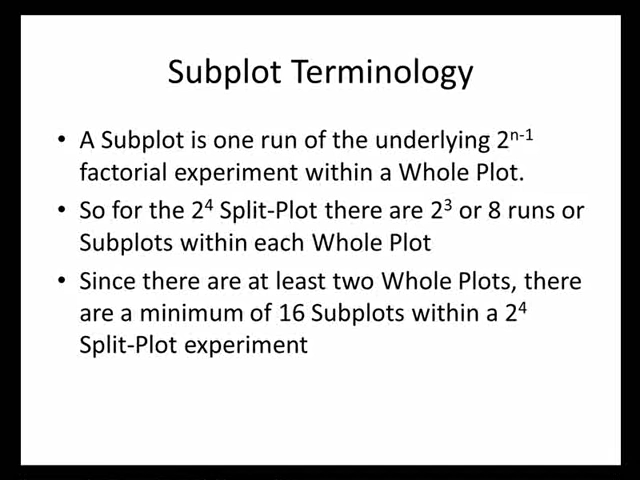 Subplot Terminology
• A Subplot is one run of the underlying 2ⁿ⁻¹
factorial experiment within a Whole Plot.
• So for the 2⁴ Split-Plot there are 2³ or 8 runs or
Subplots within each Whole Plot
• Since there are at least two Whole Plots, there
are a minimum of 16 Subplots within a 2⁴
Split-Plot experiment